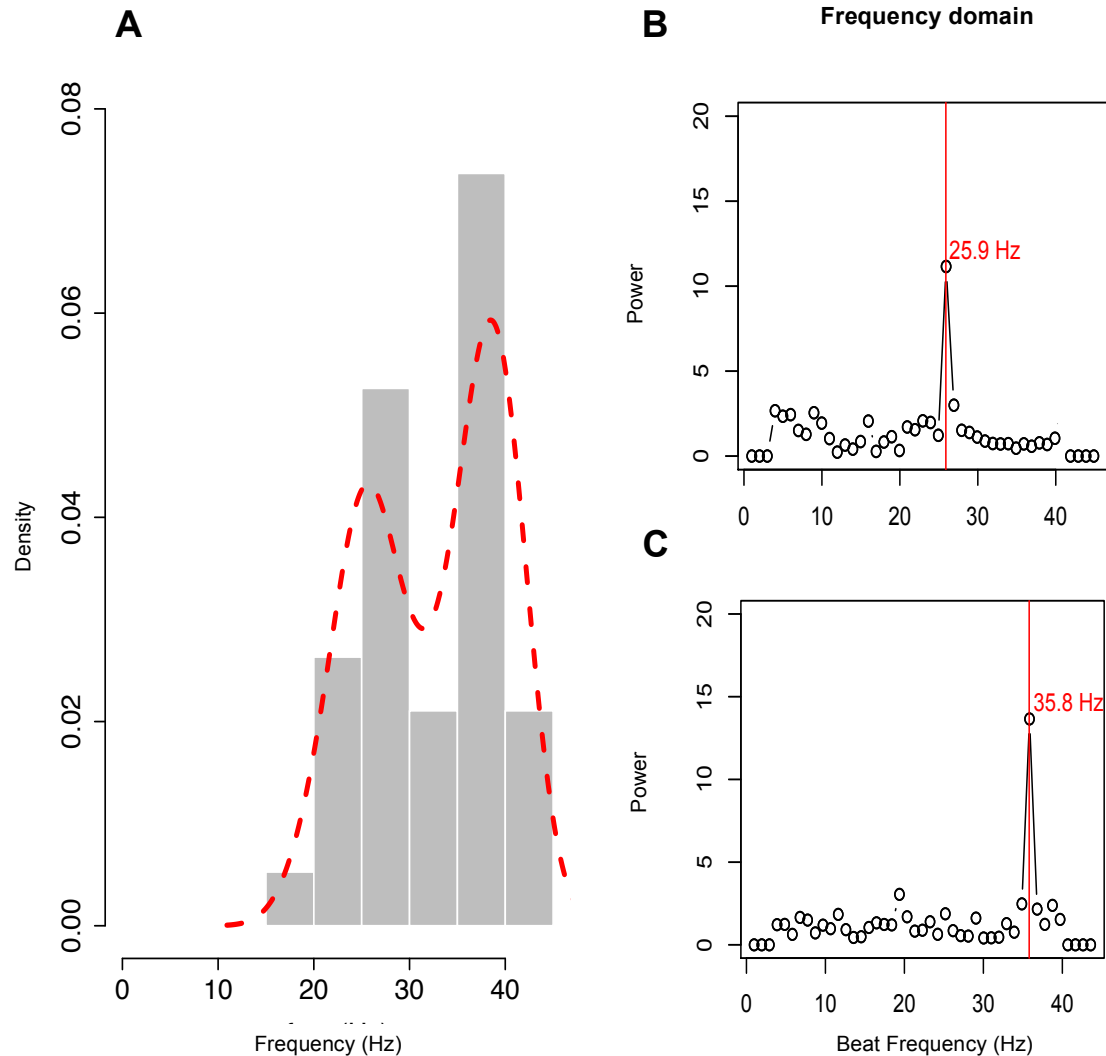 A
Density
0.08
0.06
0.04
0.02
0.00
0 10 20 30 40
Frequency (Hz)
B
Frequency domain
Power
20
15
10
5
0
25.9 Hz
0 10 20 30 40
C
Power
20
15
10
5
0
35.8 Hz
0 10 20 30 40
Beat Frequency (Hz)